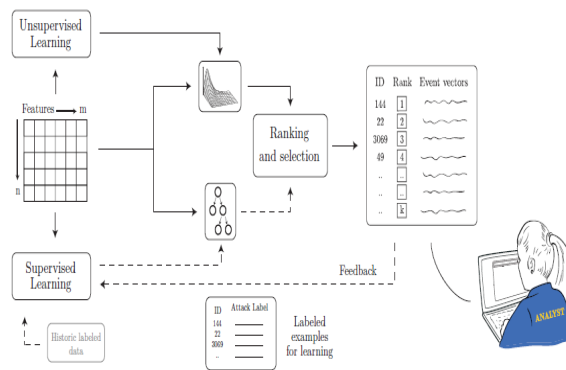 Unsupervised
Learning
Features m
n
Supervised
Learning
Historic labeled
data
Ranking
and selection
ID Rank Event vectors
144 1
22 2
3069 3
49 4
.. ..
.. ..
.. k
Feedback
ID Attack Label
144
22
3069
..
Labeled
examples
for learning
ANALYST